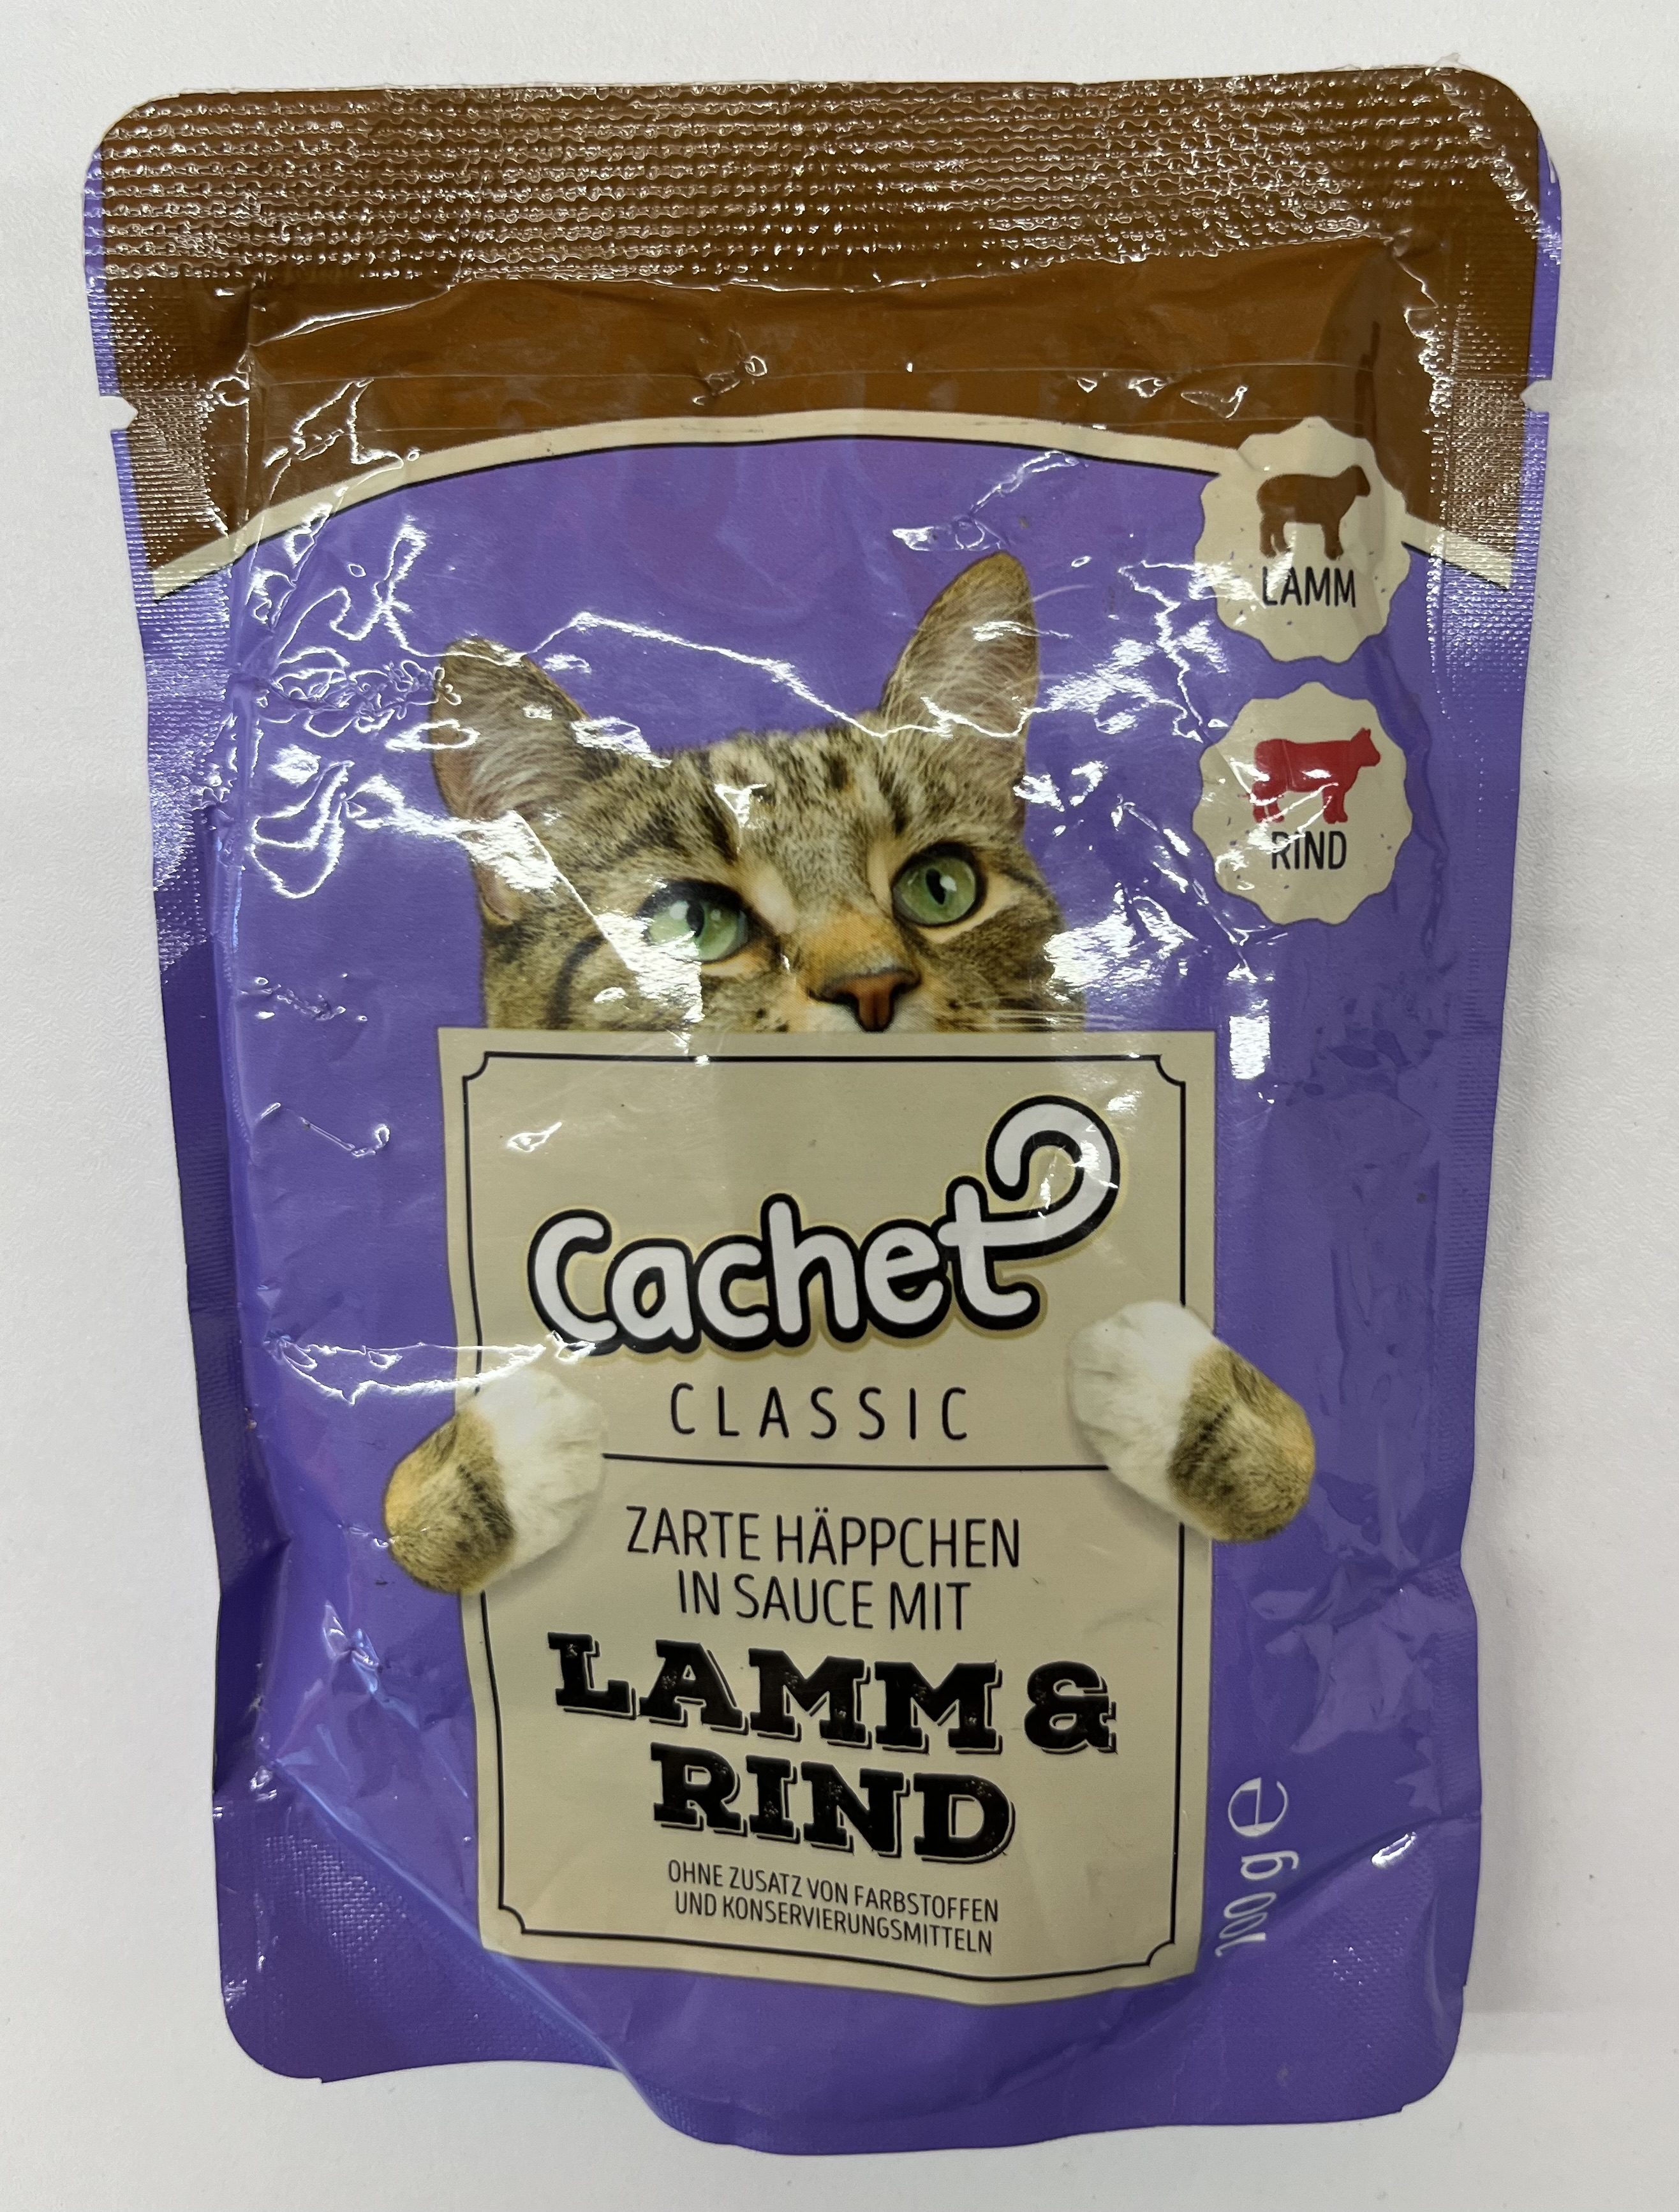 LAMM
RIND
Cachet
CLASSIC
ZARTE HÄPPCHEN
IN SAUCE MIT
LAMM &
RIND
OHNE ZUSATZ VON FARBSTOFFEN
UND KONSERVIERUNGSMITTELN
100 g ℮